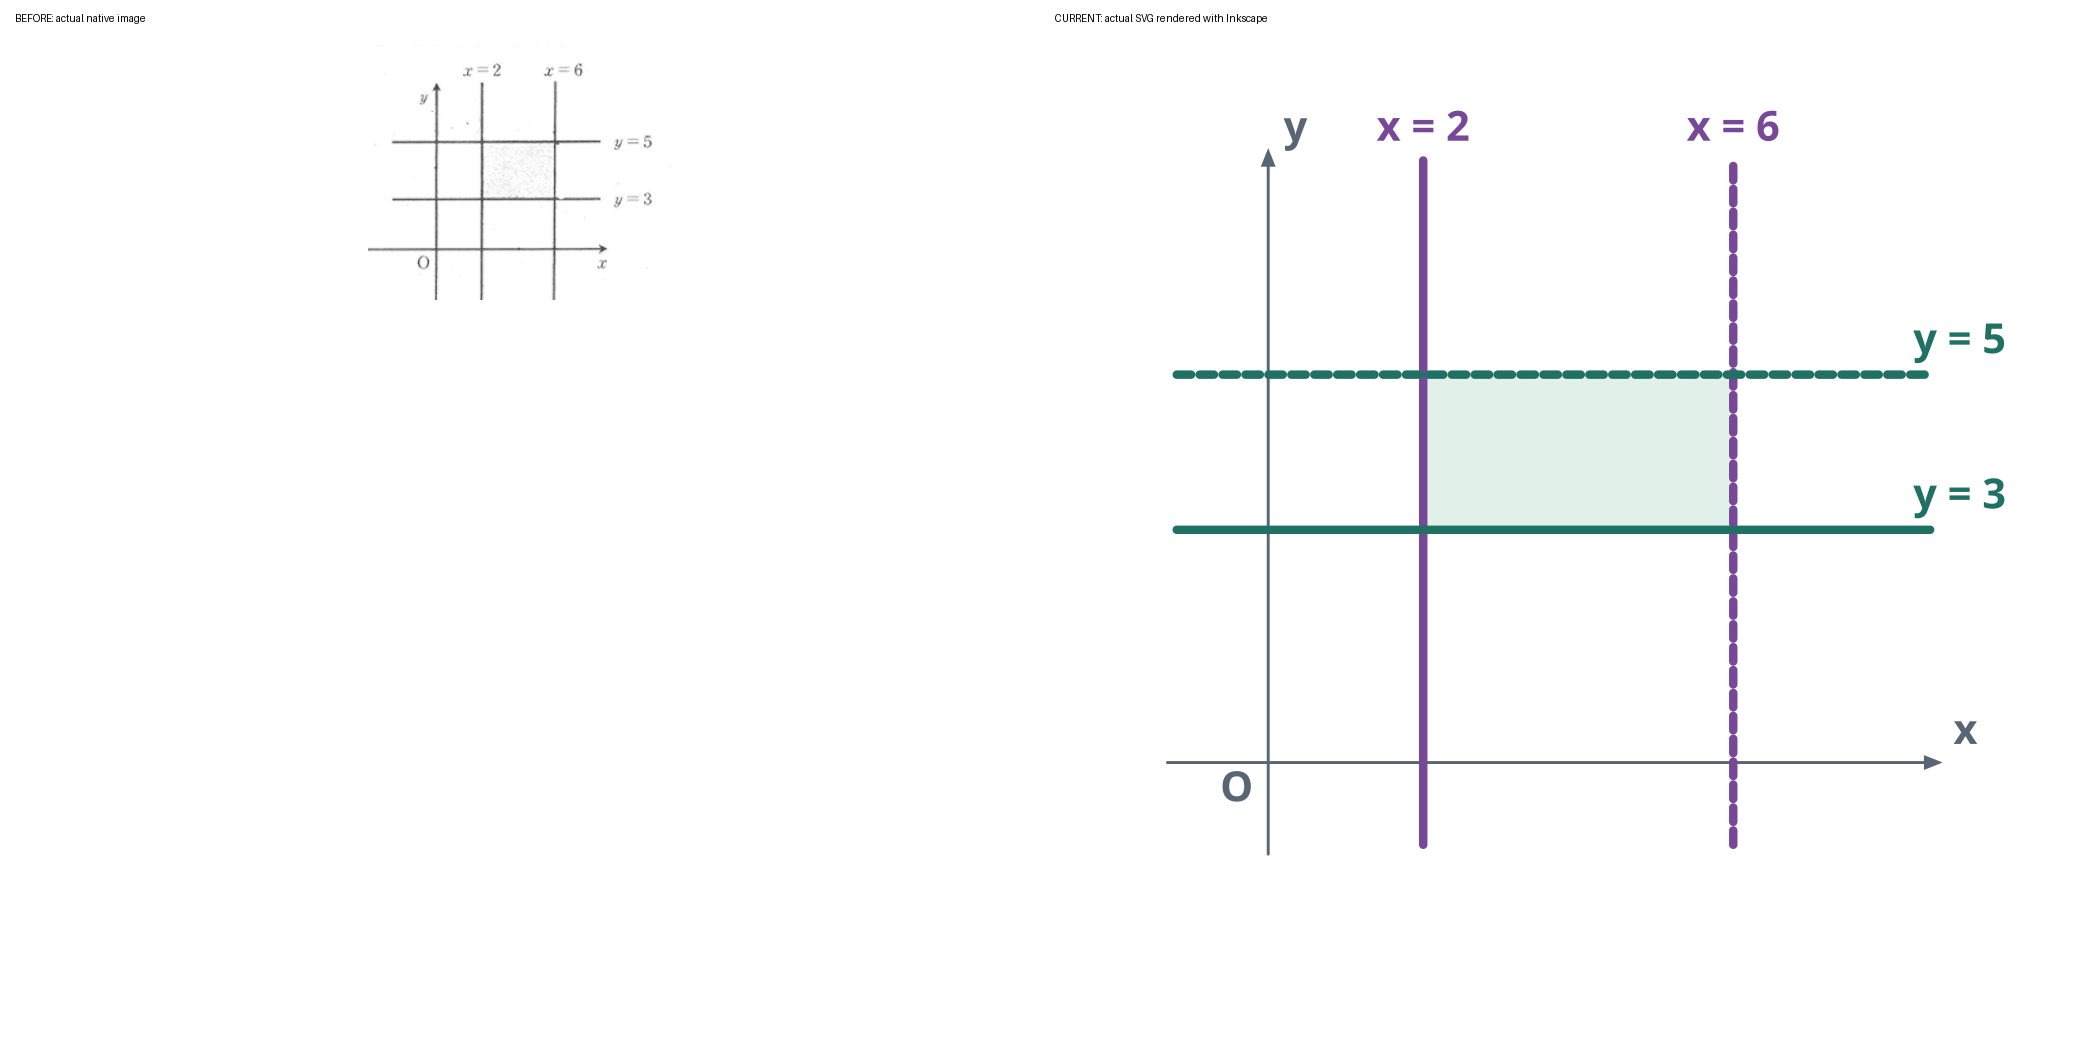 BEFORE: actual native image
x = 2
x = 6
y
y = 5
y = 3
O
x
CURRENT: actual SVG rendered with Inkscape
y
x = 2
x = 6
y = 5
y = 3
x
O